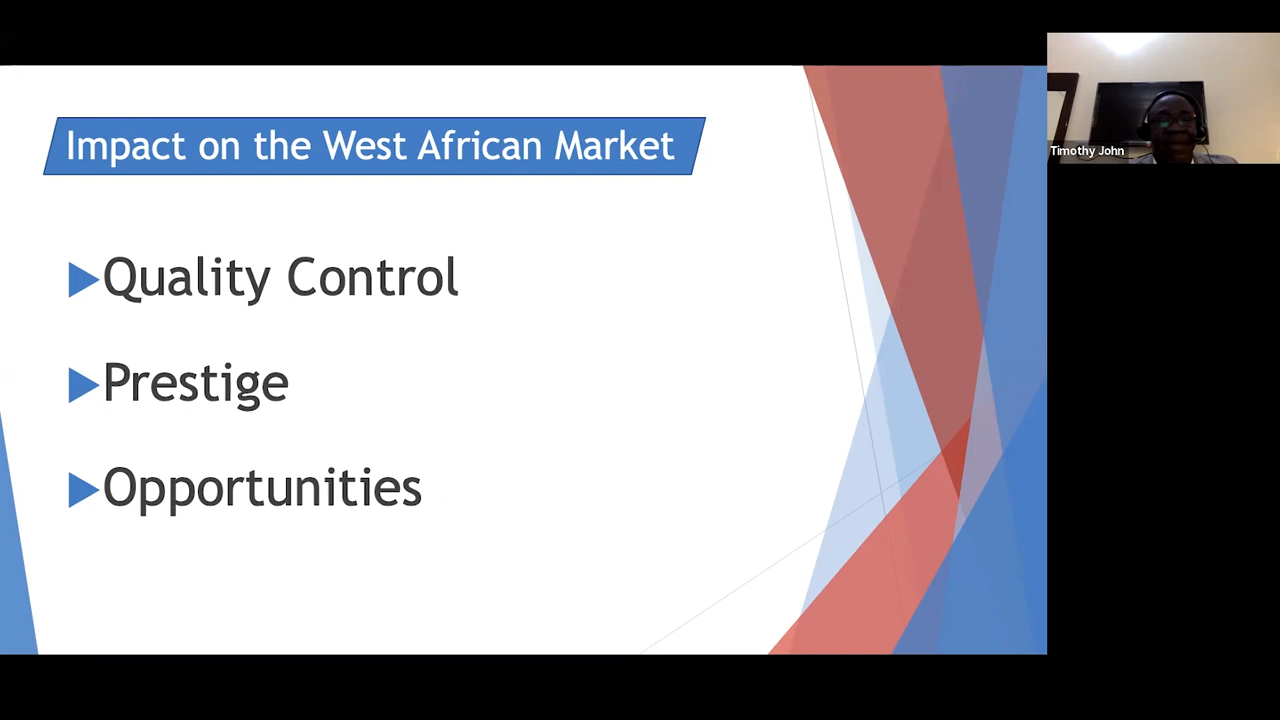 Impact on the West African Market
Quality Control
Prestige
Opportunities
Timothy John